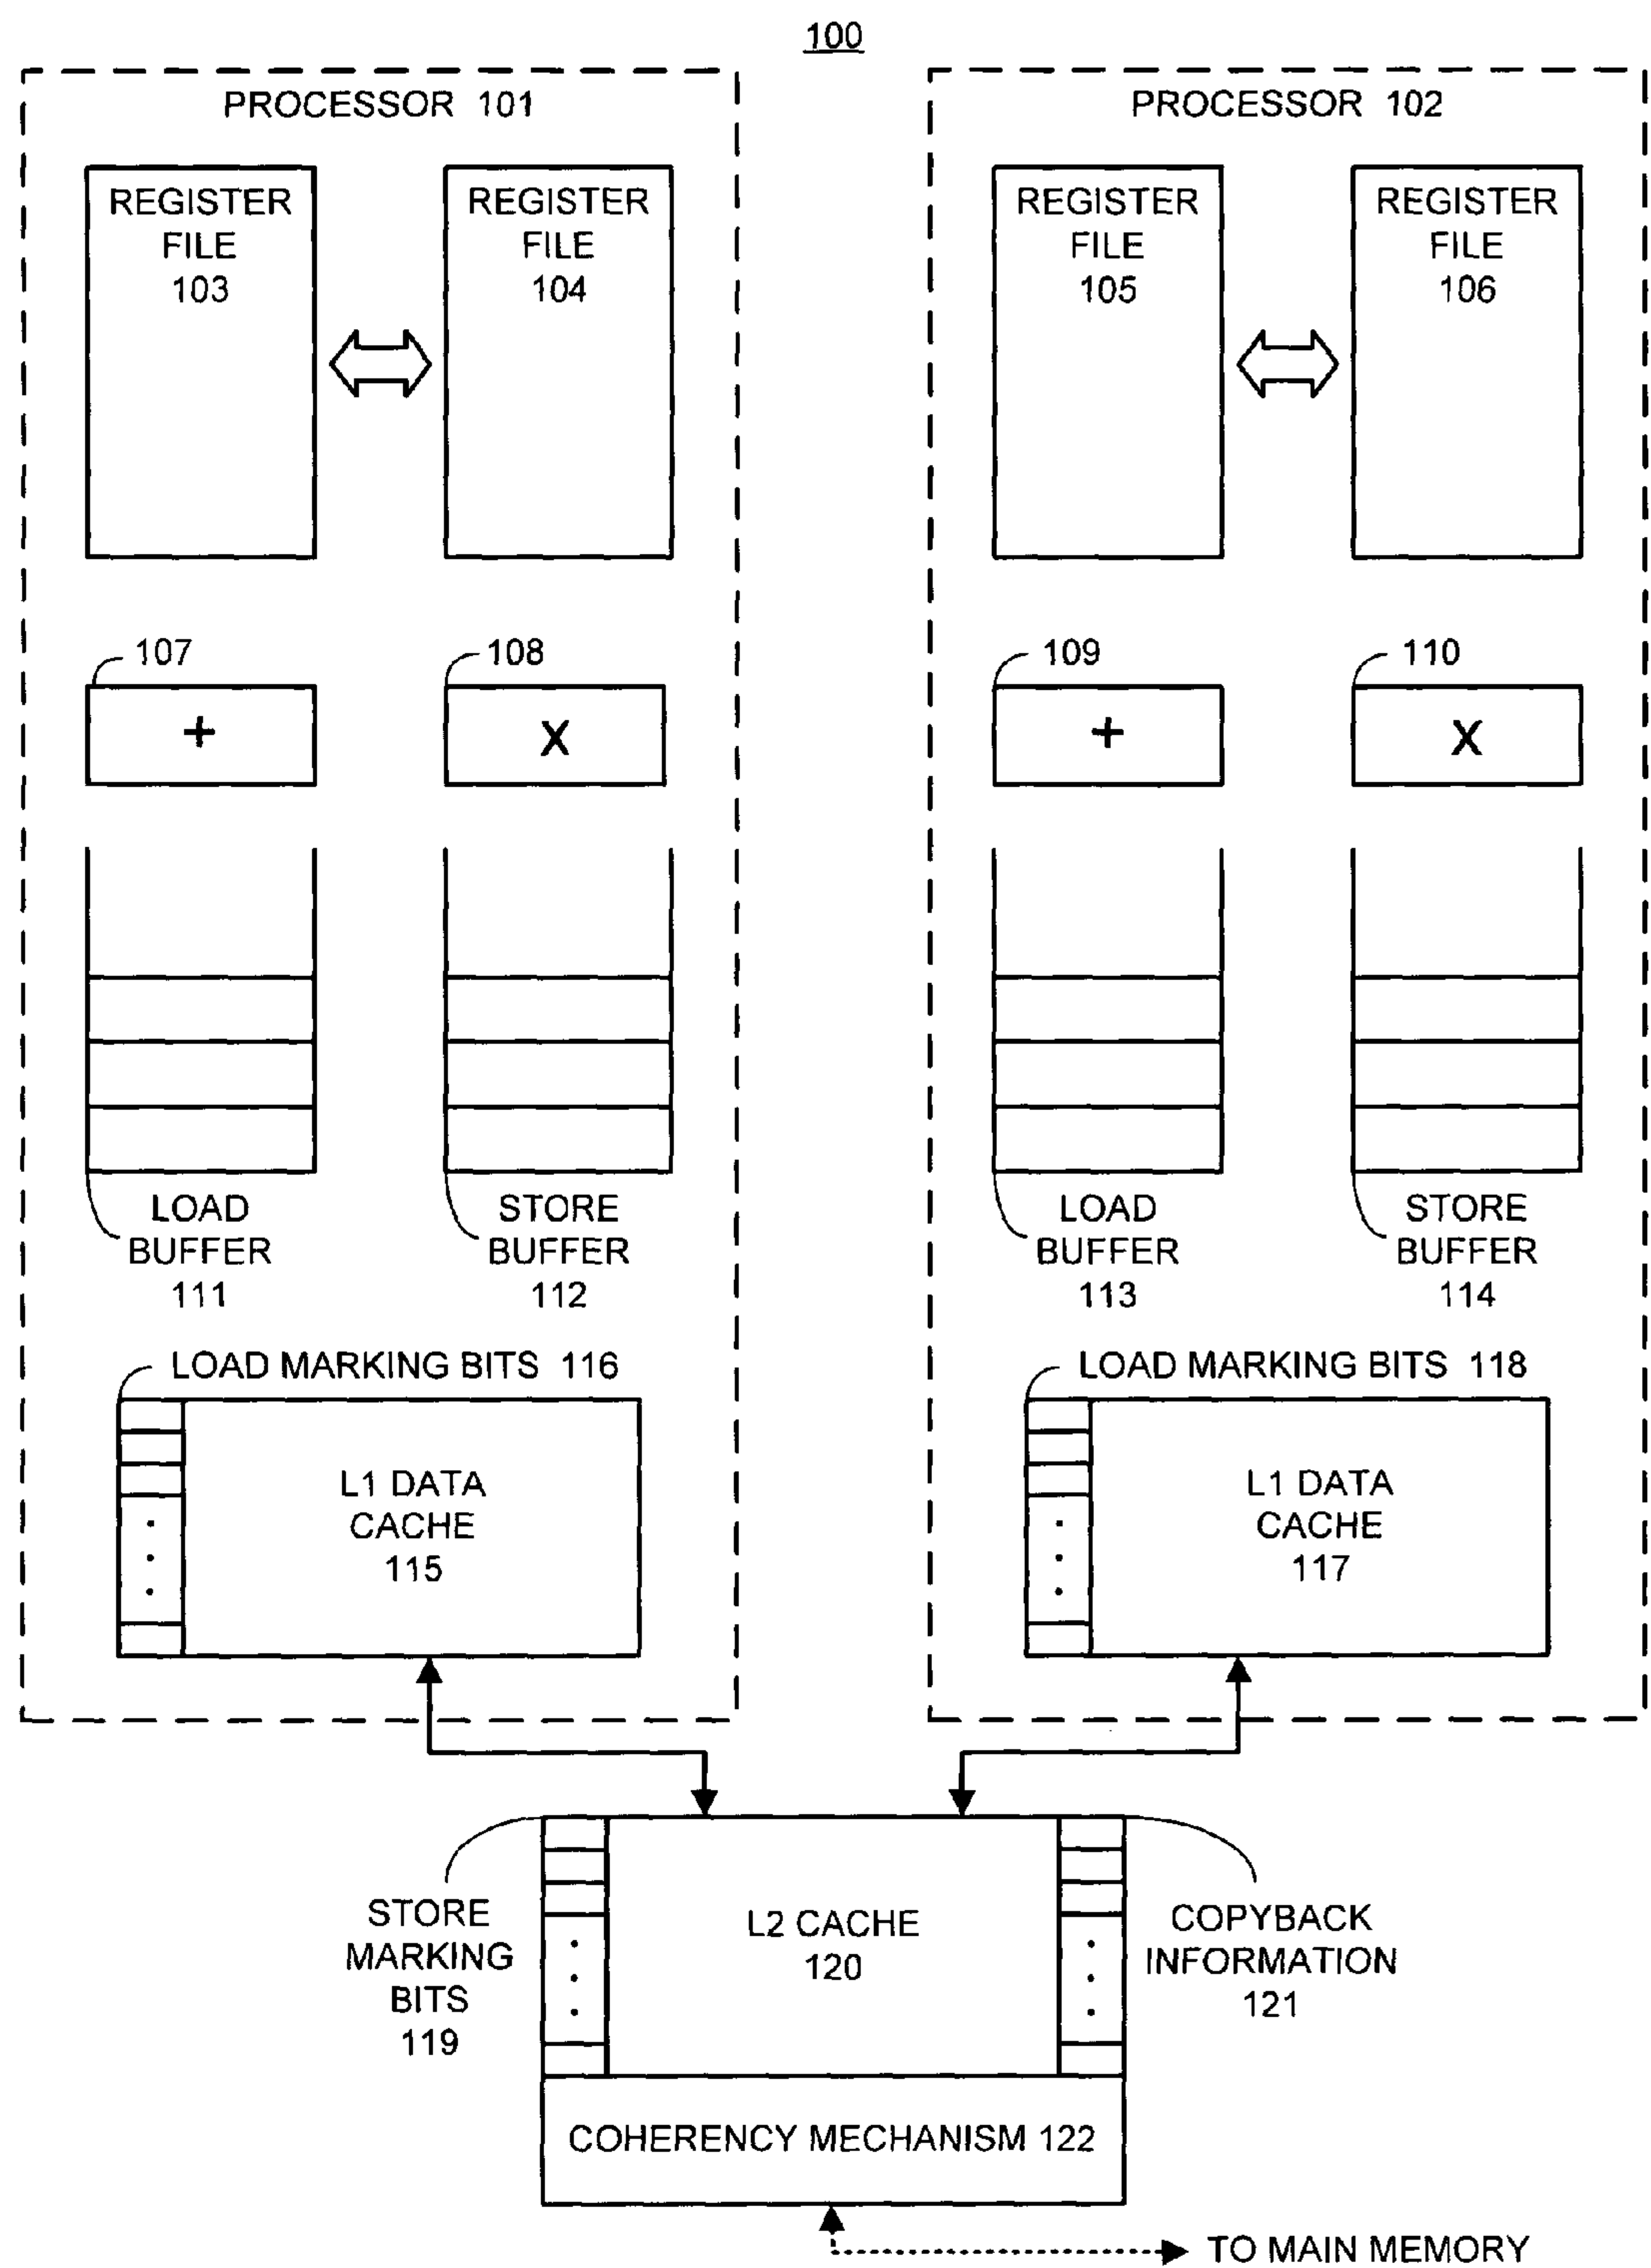 100
PROCESSOR 101
REGISTER
FILE
103
REGISTER
FILE
104
107
+
108
X
LOAD
BUFFER
111
STORE
BUFFER
112
LOAD MARKING BITS 116
L1 DATA
CACHE
115
PROCESSOR 102
REGISTER
FILE
105
REGISTER
FILE
106
109
+
110
X
LOAD
BUFFER
113
STORE
BUFFER
114
LOAD MARKING BITS 118
L1 DATA
CACHE
117
STORE
MARKING
BITS
119
L2 CACHE
120
COPYBACK
INFORMATION
121
COHERENCY MECHANISM 122
TO MAIN MEMORY